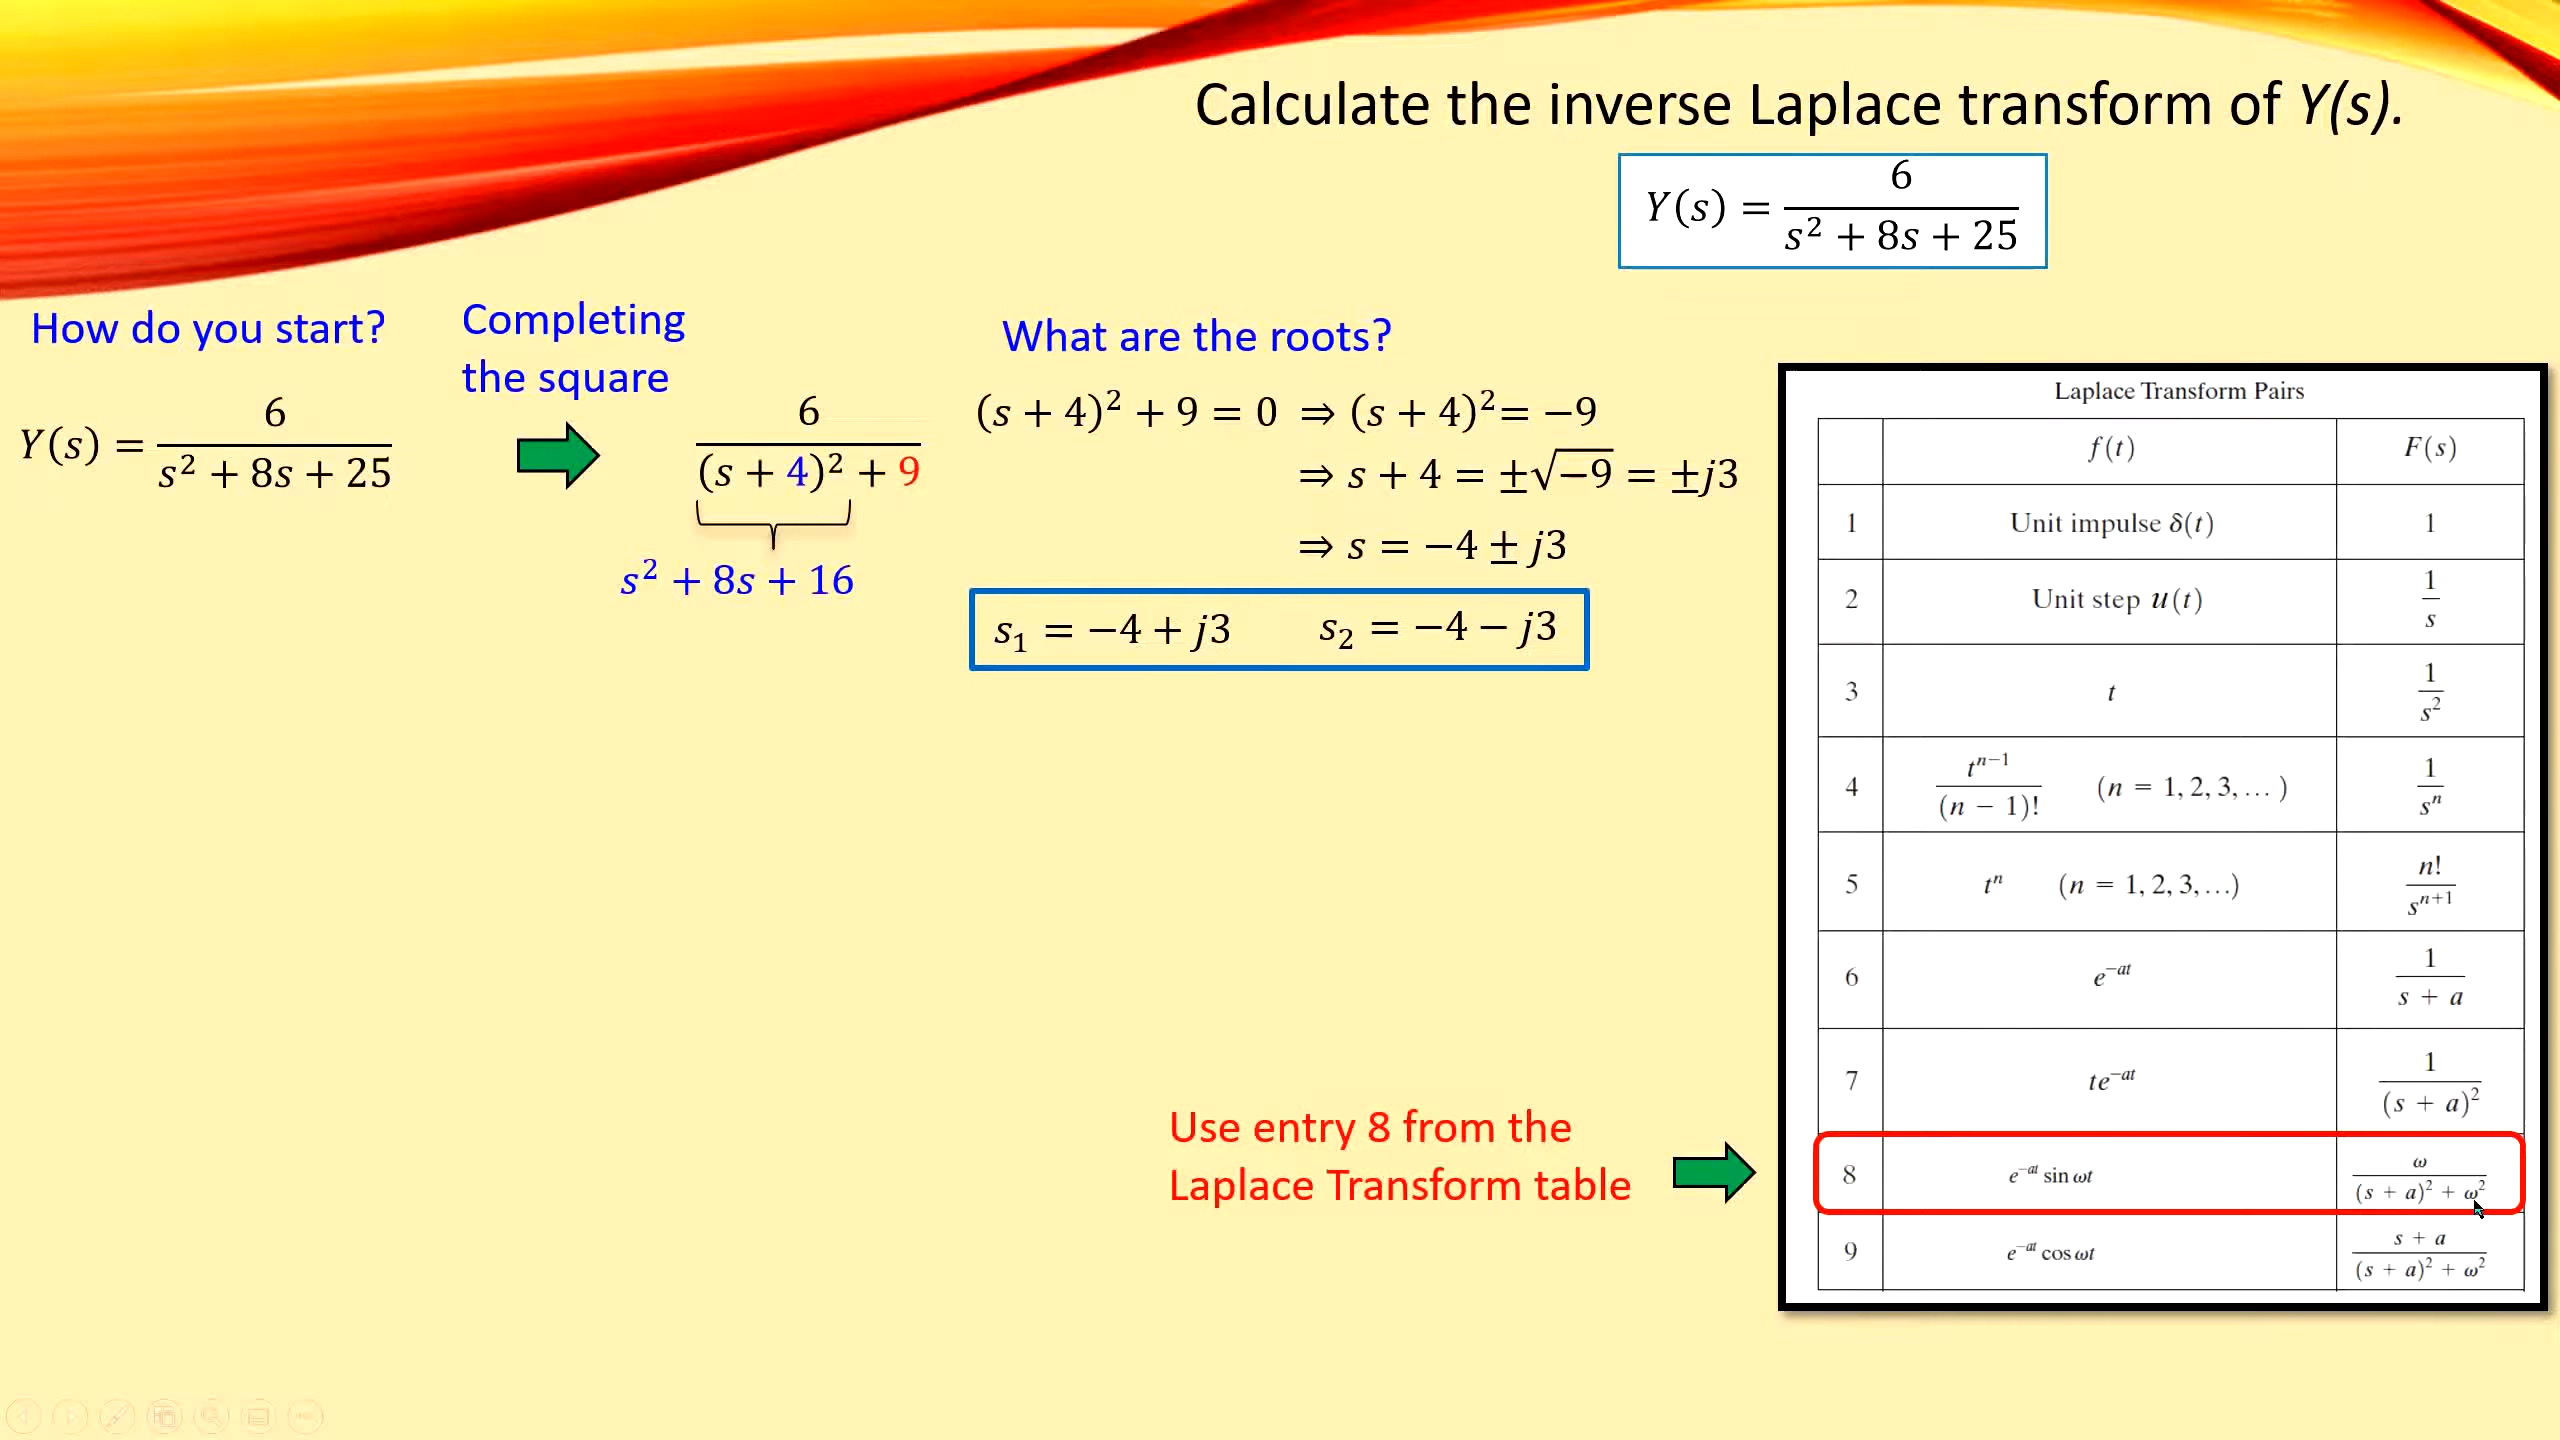 Calculate the inverse Laplace transform of Y(s).
Y(s) = 6 / (s² + 8s + 25)
How do you start?
Y(s) = 6 / (s² + 8s + 25)
Completing
the square
6 / ((s + 4)² + 9)
s² + 8s + 16
What are the roots?
(s + 4)² + 9 = 0 ⇒ (s + 4)² = −9
⇒ s + 4 = ±√−9 = ±j3
⇒ s = −4 ± j3
s₁ = −4 + j3 s₂ = −4 − j3
Use entry 8 from the
Laplace Transform table
Laplace Transform Pairs
f(t) F(s)
1 Unit impulse δ(t) 1
2 Unit step u(t) 1/s
3 t 1/s²
4 tⁿ⁻¹/(n − 1)! (n = 1, 2, 3, … ) 1/sⁿ
5 tⁿ (n = 1, 2, 3, …) n!/sⁿ⁺¹
6 e^−at 1/(s + a)
7 te^−at 1/(s + a)²
8 e^−at sin ωt ω/((s + a)² + ω²)
9 e^−at cos ωt (s + a)/((s + a)² + ω²)